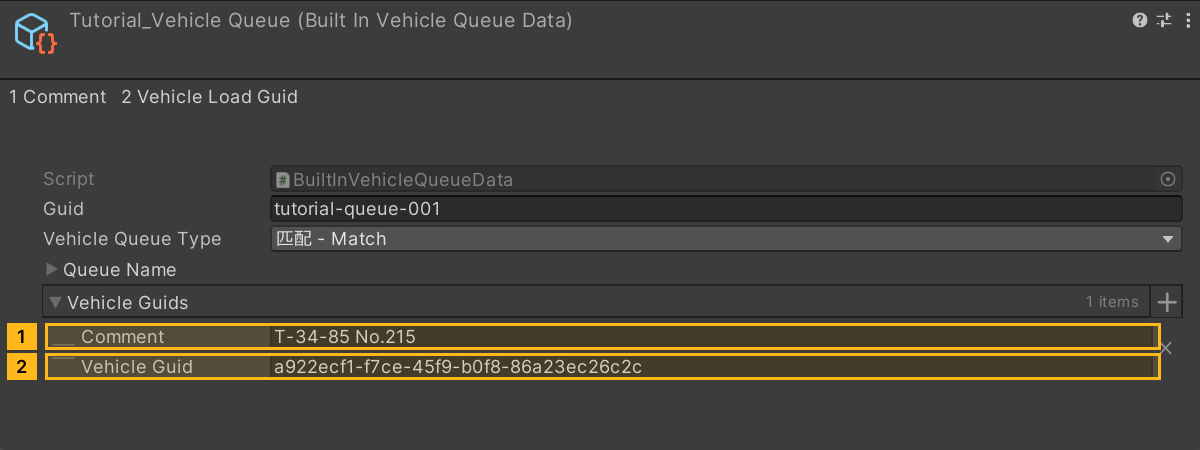 Tutorial_Vehicle Queue (Built In Vehicle Queue Data)
1 Comment 2 Vehicle Load Guid
Script BuiltInVehicleQueueData
Guid tutorial-queue-001
Vehicle Queue Type 匹配 - Match
Queue Name
Vehicle Guids 1 items
1 Comment T-34-85 No.215
2 Vehicle Guid a922ecf1-f7ce-45f9-b0f8-86a23ec26c2c